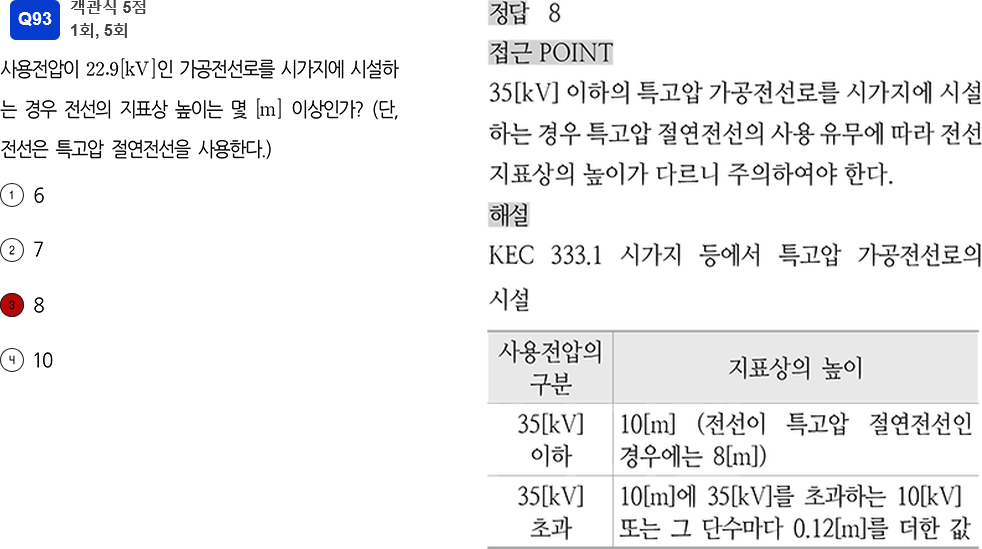 Q93
객관식 5점
1회, 5회
사용전압이 22.9[kV]인 가공전선로를 시가지에 시설하
는 경우 전선의 지표상 높이는 몇 [m] 이상인가? (단,
전선은 특고압 절연전선을 사용한다.)
① 6
② 7
③ 8
④ 10
정답 8
접근 POINT
35[kV] 이하의 특고압 가공전선로를 시가지에 시설
하는 경우 특고압 절연전선의 사용 유무에 따라 전선
지표상의 높이가 다르니 주의하여야 한다.
해설
KEC 333.1 시가지 등에서 특고압 가공전선로의
시설
사용전압의
구분
지표상의 높이
35[kV]
이하
10[m] (전선이 특고압 절연전선인
경우에는 8[m])
35[kV]
초과
10[m]에 35[kV]를 초과하는 10[kV]
또는 그 단수마다 0.12[m]를 더한 값